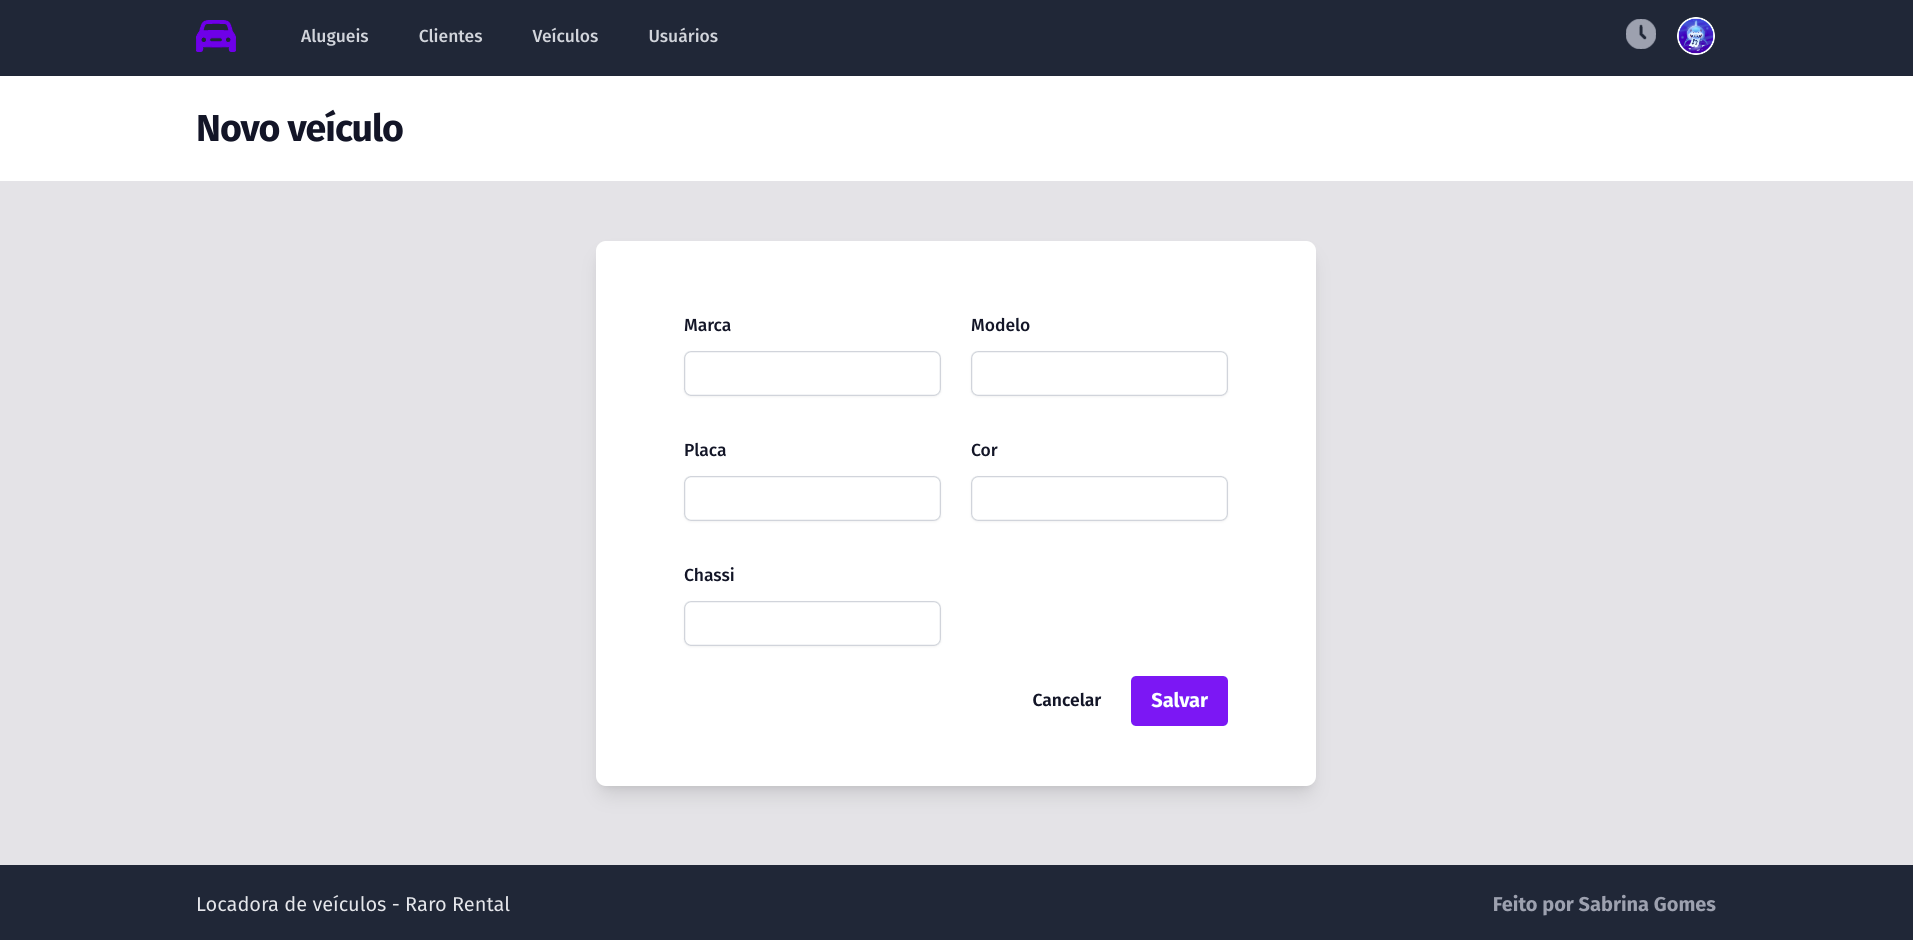 Alugueis
Clientes
Veículos
Usuários
Novo veículo
Marca
Modelo
Placa
Cor
Chassi
Cancelar
Salvar
Locadora de veículos - Raro Rental
Feito por Sabrina Gomes